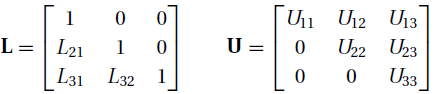 L = [ 1 0 0 ] U = [ U11 U12 U13 ]
[ L21 1 0 ] [ 0 U22 U23 ]
[ L31 L32 1 ] [ 0 0 U33 ]